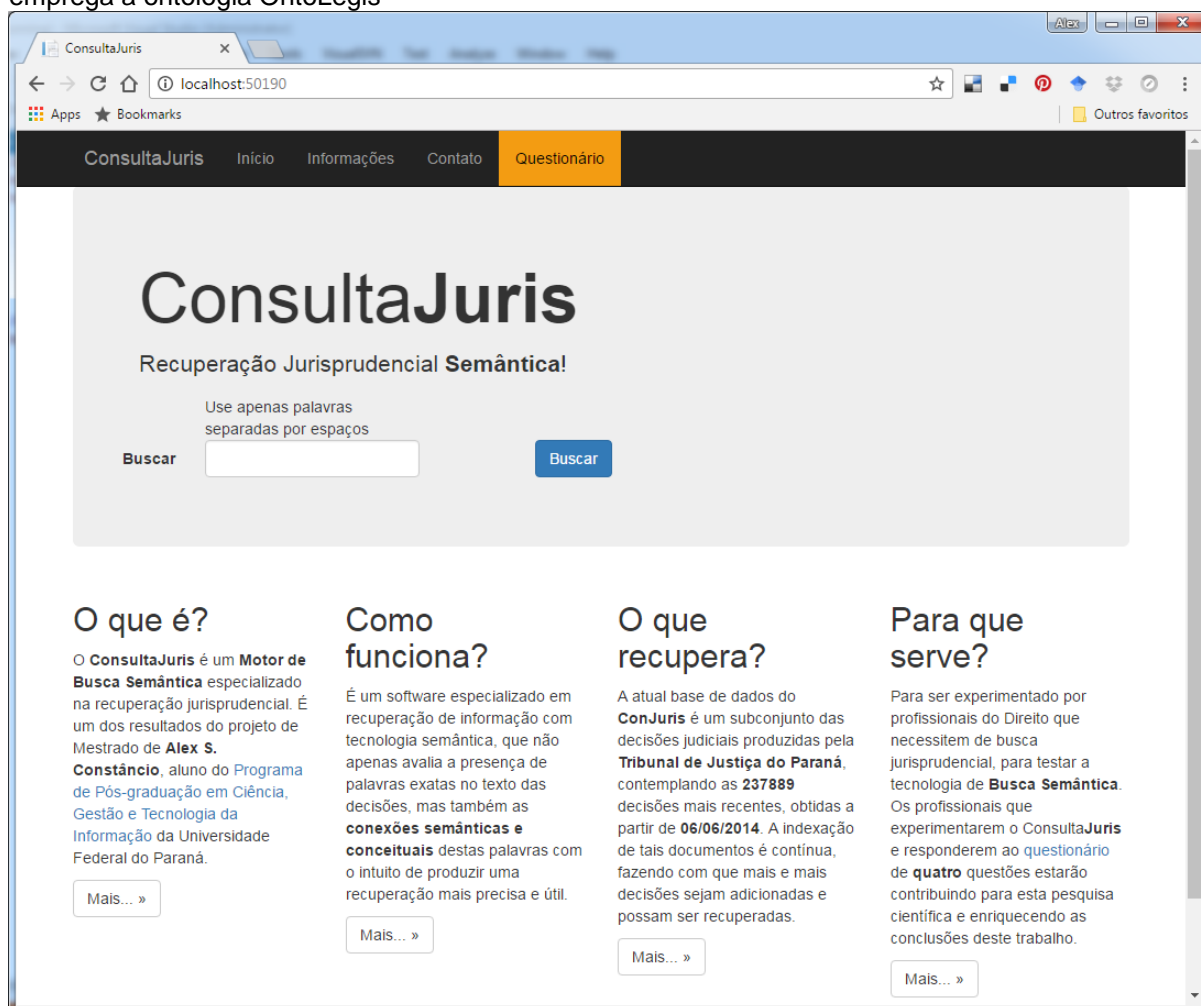 emprega a ontologia OntoLegis
Alex
ConsultaJuris
localhost:50190
Apps
Bookmarks
Outros favoritos
ConsultaJuris
Início
Informações
Contato
Questionário
ConsultaJuris
Recuperação Jurisprudencial Semântica!
Use apenas palavras
separadas por espaços
Buscar
Buscar
O que é?
O ConsultaJuris é um Motor de
Busca Semântica especializado
na recuperação jurisprudencial. É
um dos resultados do projeto de
Mestrado de Alex S.
Constâncio, aluno do Programa
de Pós-graduação em Ciência,
Gestão e Tecnologia da
Informação da Universidade
Federal do Paraná.
Mais... »
Como
funciona?
É um software especializado em
recuperação de informação com
tecnologia semântica, que não
apenas avalia a presença de
palavras exatas no texto das
decisões, mas também as
conexões semânticas e
conceituais destas palavras com
o intuito de produzir uma
recuperação mais precisa e útil.
Mais... »
O que
recupera?
A atual base de dados do
ConJuris é um subconjunto das
decisões judiciais produzidas pela
Tribunal de Justiça do Paraná,
contemplando as 237889
decisões mais recentes, obtidas a
partir de 06/06/2014. A indexação
de tais documentos é contínua,
fazendo com que mais e mais
decisões sejam adicionadas e
possam ser recuperadas.
Mais... »
Para que
serve?
Para ser experimentado por
profissionais do Direito que
necessitem de busca
jurisprudencial, para testar a
tecnologia de Busca Semântica.
Os profissionais que
experimentarem o ConsultaJuris
e responderem ao questionário
de quatro questões estarão
contribuindo para esta pesquisa
científica e enriquecendo as
conclusões deste trabalho.
Mais... »